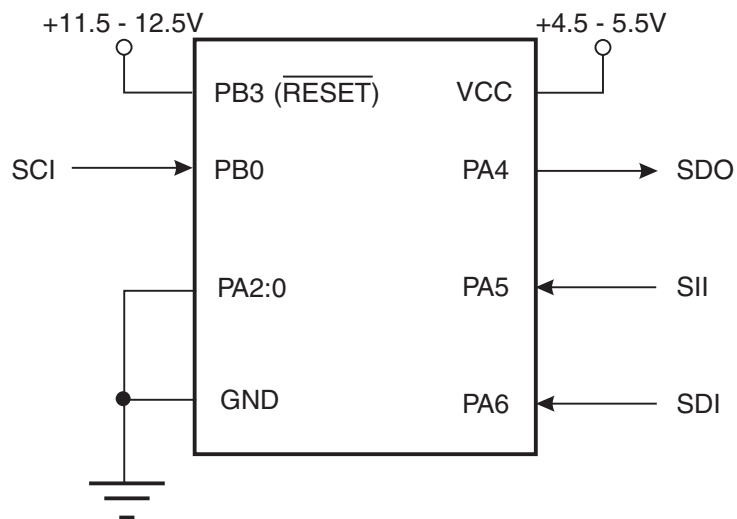 +11.5 - 12.5V
+4.5 - 5.5V
PB3 (RESET)
VCC
SCI
PB0
PA4
SDO
PA2:0
PA5
SII
GND
PA6
SDI